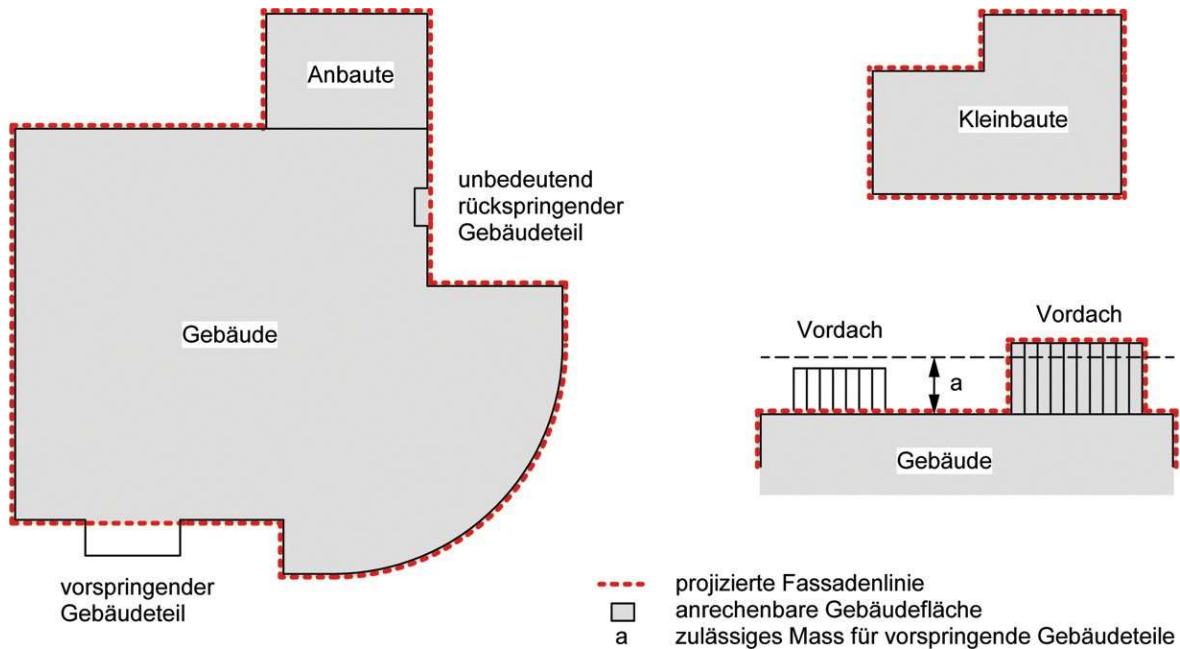 Anbaute
Kleinbaute
unbedeutend
rückspringender
Gebäudeteil
Gebäude
Vordach
Vordach
a
Gebäude
vorspringender
Gebäudeteil
projizierte Fassadenlinie
anrechenbare Gebäudefläche
a zulässiges Mass für vorspringende Gebäudeteile